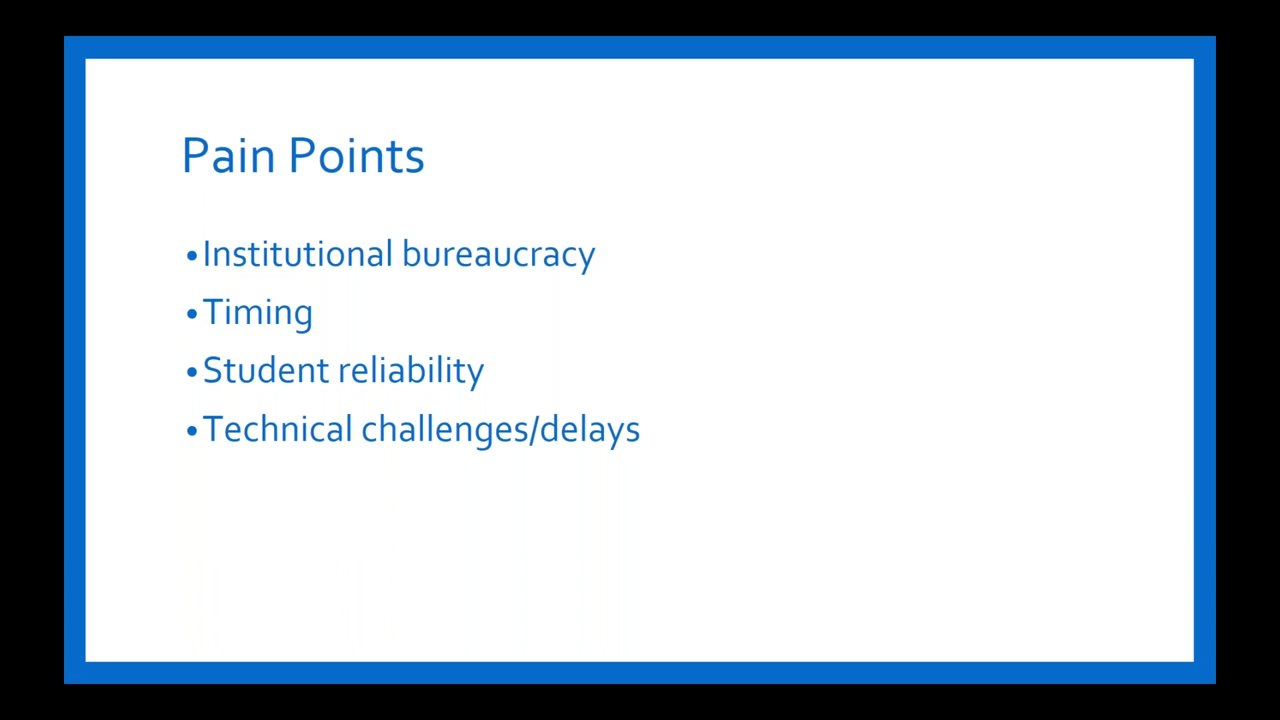 Pain Points
•Institutional bureaucracy
•Timing
•Student reliability
•Technical challenges/delays